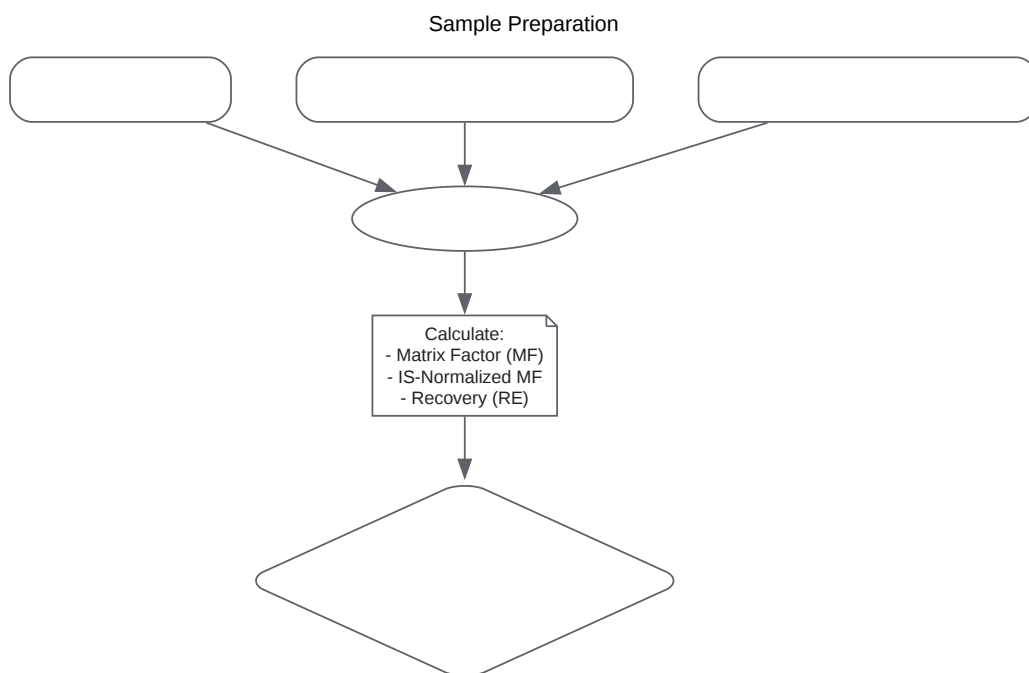 Sample Preparation
Calculate:
- Matrix Factor (MF)
- IS-Normalized MF
- Recovery (RE)